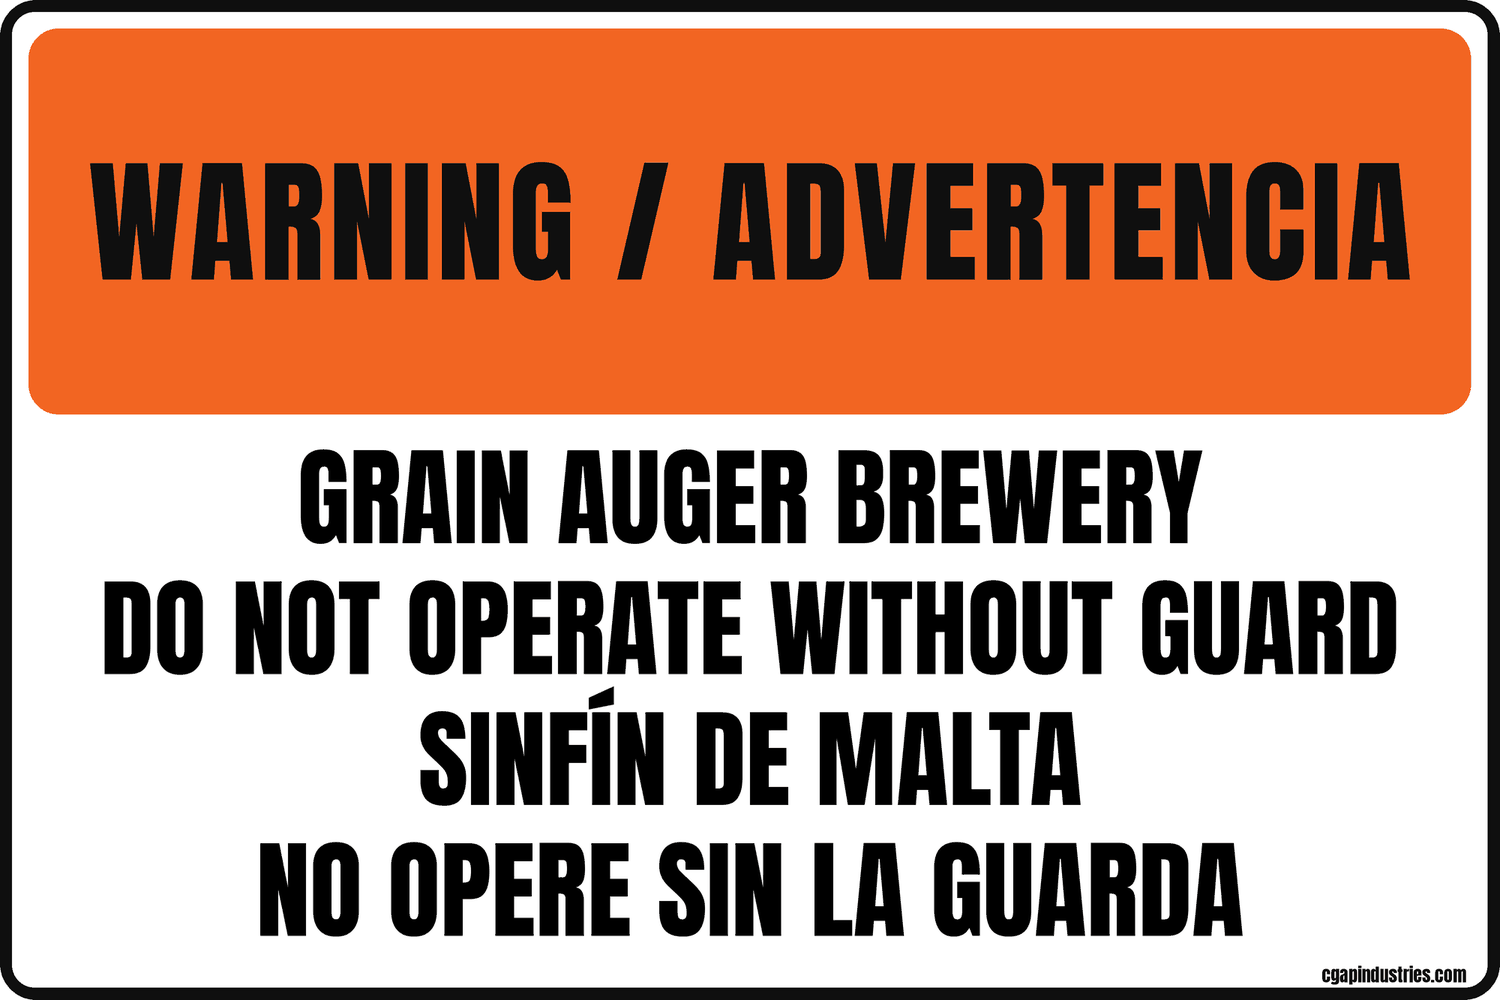 WARNING / ADVERTENCIA
GRAIN AUGER BREWERY
DO NOT OPERATE WITHOUT GUARD
SINFÍN DE MALTA
NO OPERE SIN LA GUARDA
cgapindustries.com